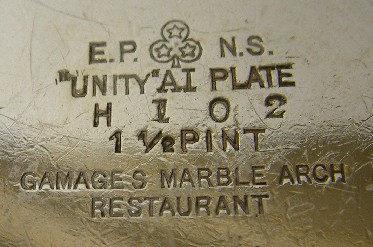 E.P. N.S.
"UNITY" A1 PLATE
H 1 0 2
1 1/2 PINT
GAMAGES MARBLE ARCH
RESTAURANT